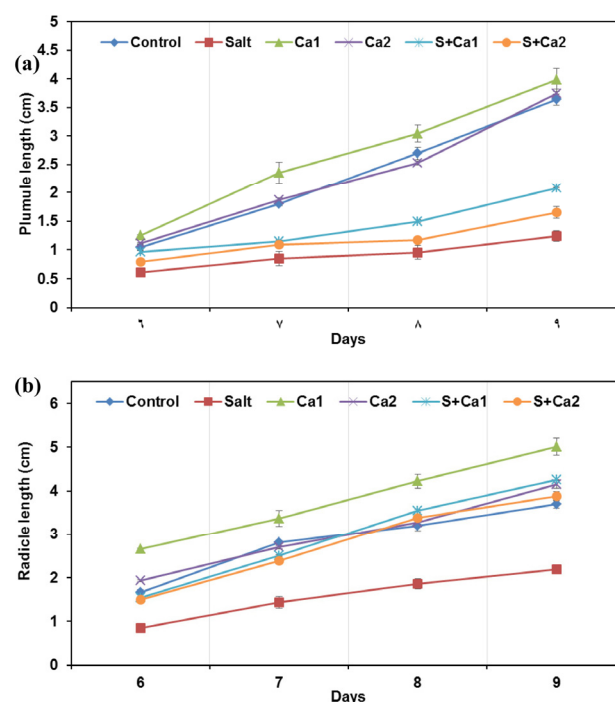 5
Control Salt Ca1 Ca2 S+Ca1 S+Ca2
4.5
(a)
4
3.5
3
2.5
2
1.5
1
0.5
0
Plumule length (cm)
٦ ٧ ٨ ٩
Days
(b)
6
Control Salt Ca1 Ca2 S+Ca1 S+Ca2
5
4
3
2
1
0
Radicle length (cm)
6 7 8 9
Days